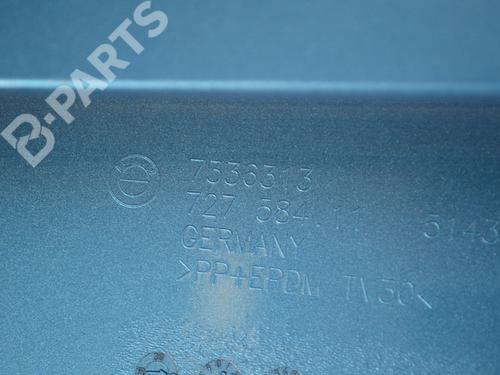 B-PARTS
7336313
727 584.11 5143
GERMANY
>PP+EPDM TV30<